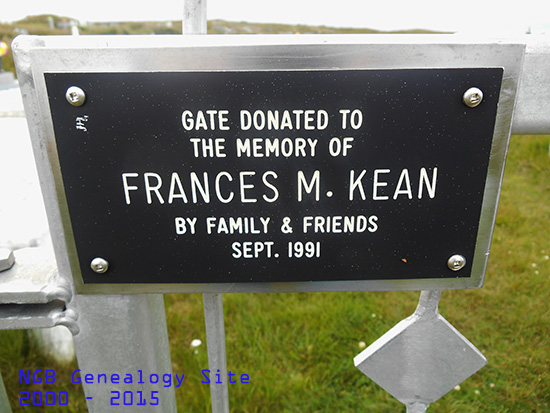 GATE DONATED TO
THE MEMORY OF
FRANCES M. KEAN
BY FAMILY & FRIENDS
SEPT. 1991
NGB Genealogy Site
2000 - 2015